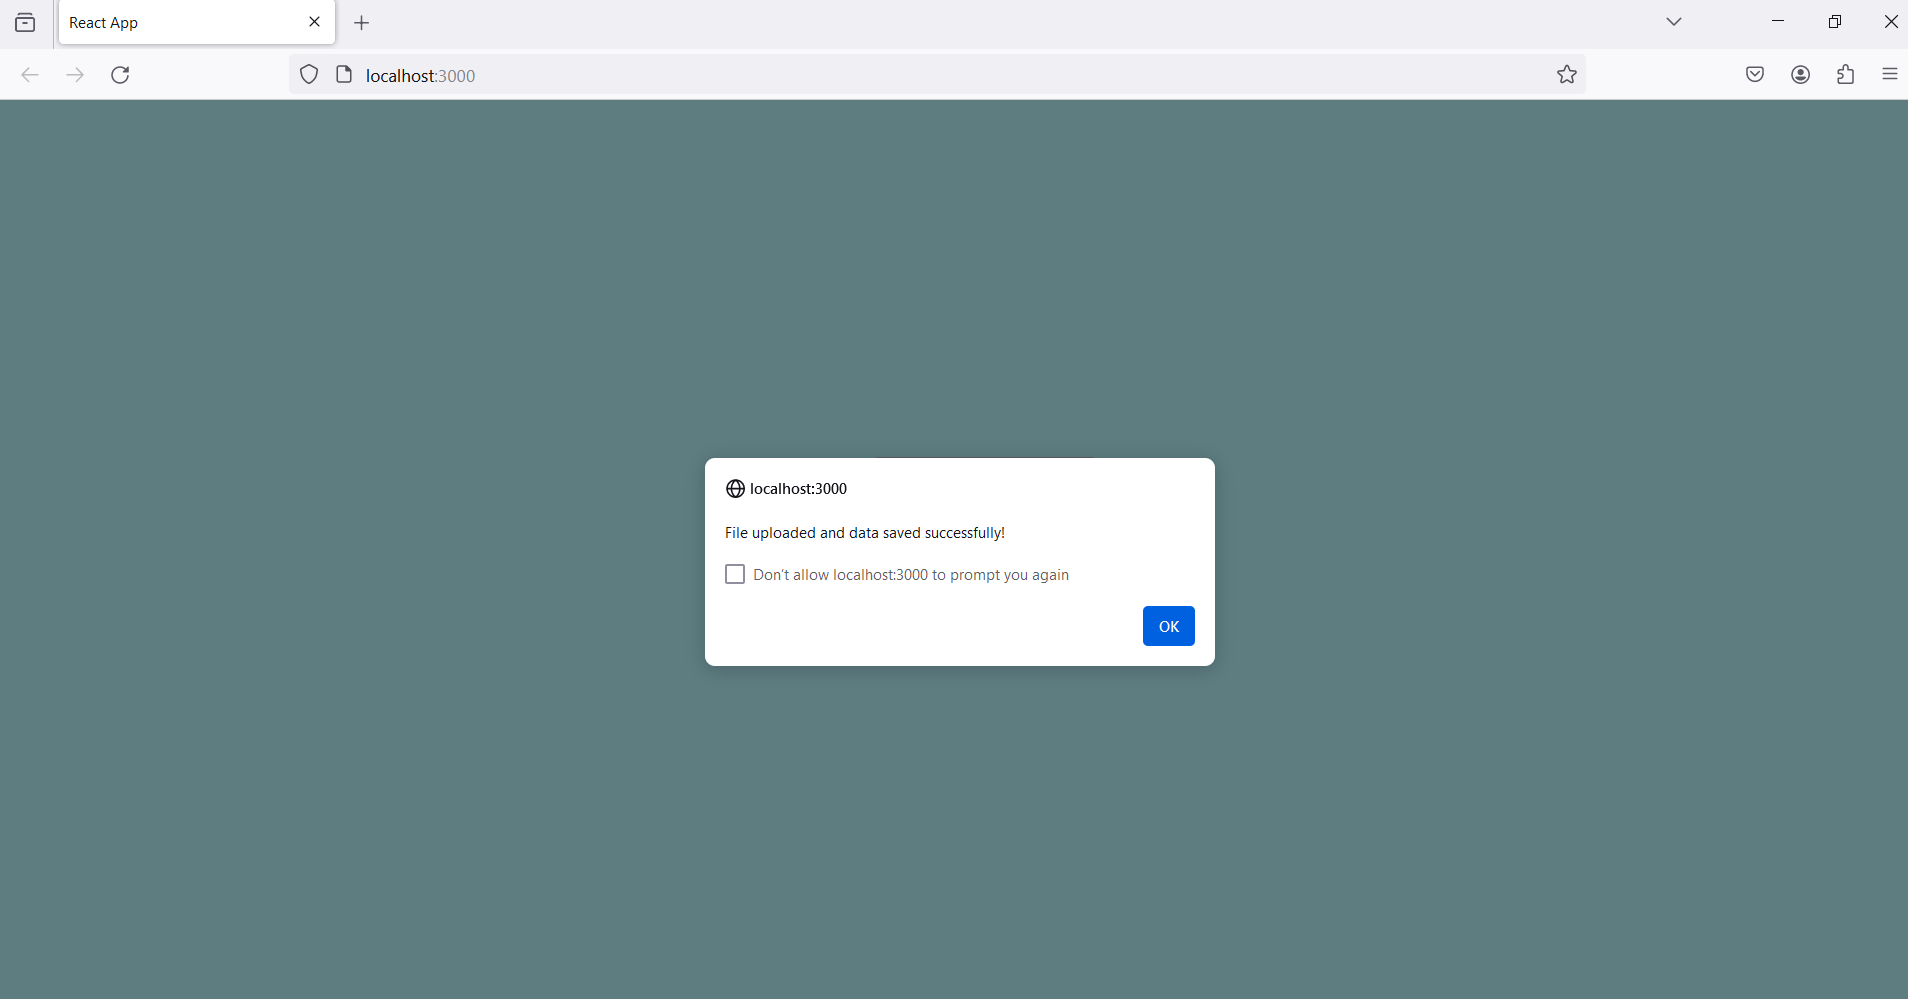 React App
localhost:3000
localhost:3000
File uploaded and data saved successfully!
Don't allow localhost:3000 to prompt you again
OK